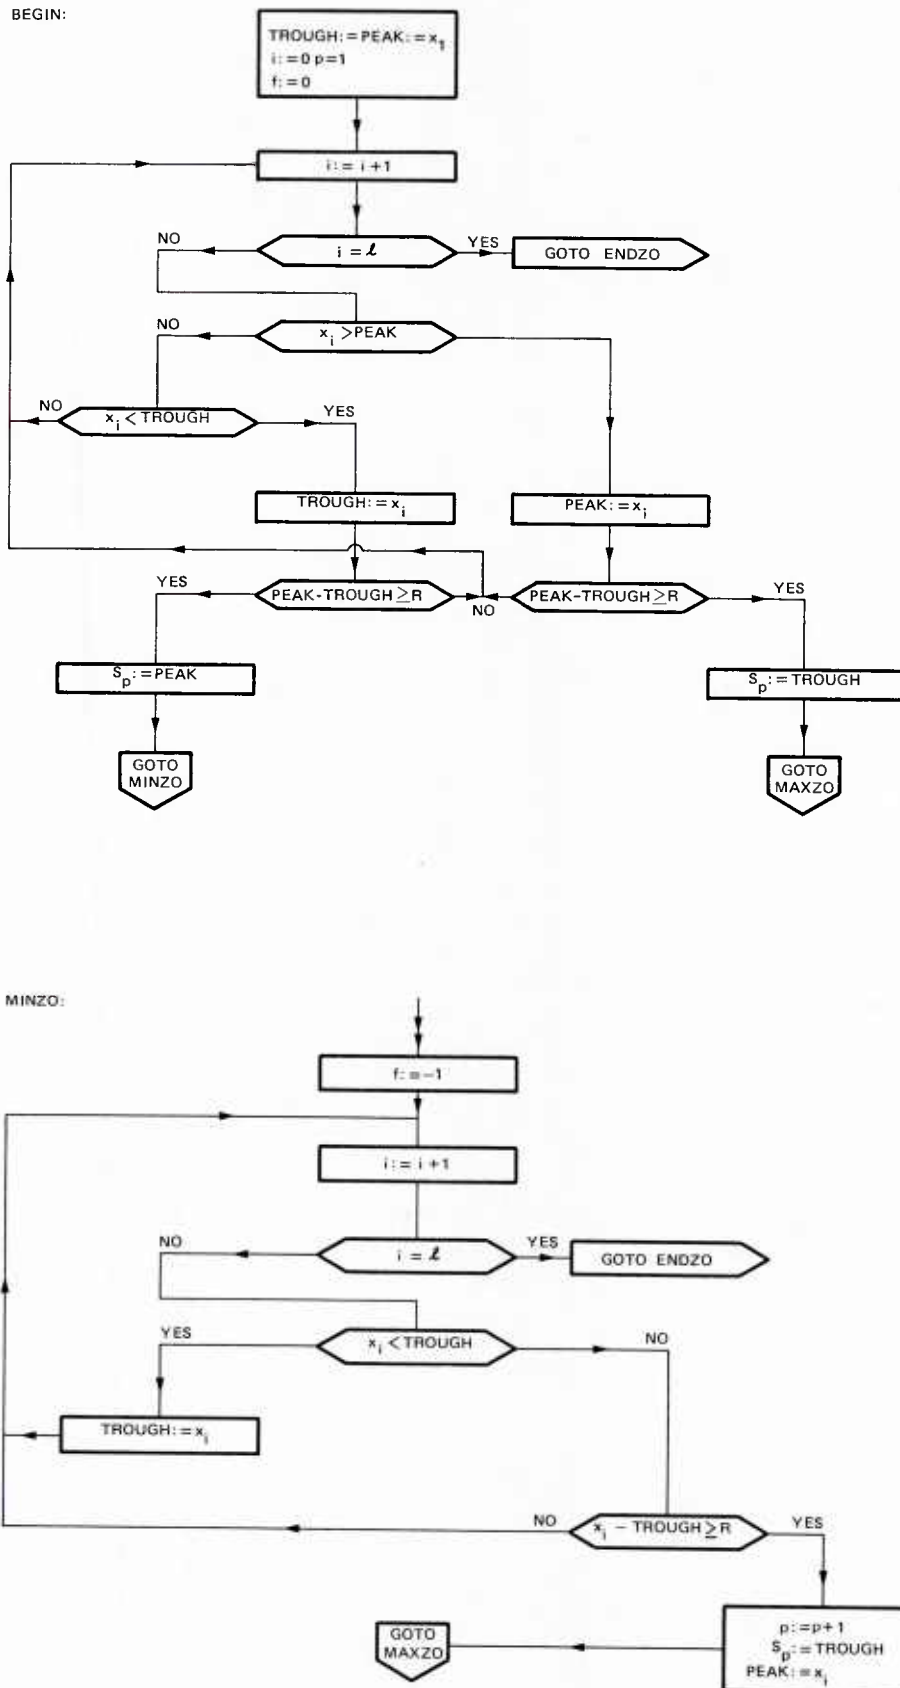 BEGIN:
TROUGH:=PEAK:=x₁
i:=0 p=1
f:=0
i:=i+1
NO
i=ℓ
YES
GOTO ENDZO
NO
xᵢ>PEAK
NO
xᵢ<TROUGH
YES
TROUGH:=xᵢ
PEAK:=xᵢ
YES
PEAK-TROUGH≥R
NO
PEAK-TROUGH≥R
YES
Sₚ:=PEAK
Sₚ:=TROUGH
GOTO
MINZO
GOTO
MAXZO
MINZO:
f:=-1
i:=i+1
NO
i=ℓ
YES
GOTO ENDZO
YES
xᵢ<TROUGH
NO
TROUGH:=xᵢ
NO
xᵢ - TROUGH≥R
YES
p:=p+1
Sₚ:=TROUGH
PEAK:=xᵢ
GOTO
MAXZO